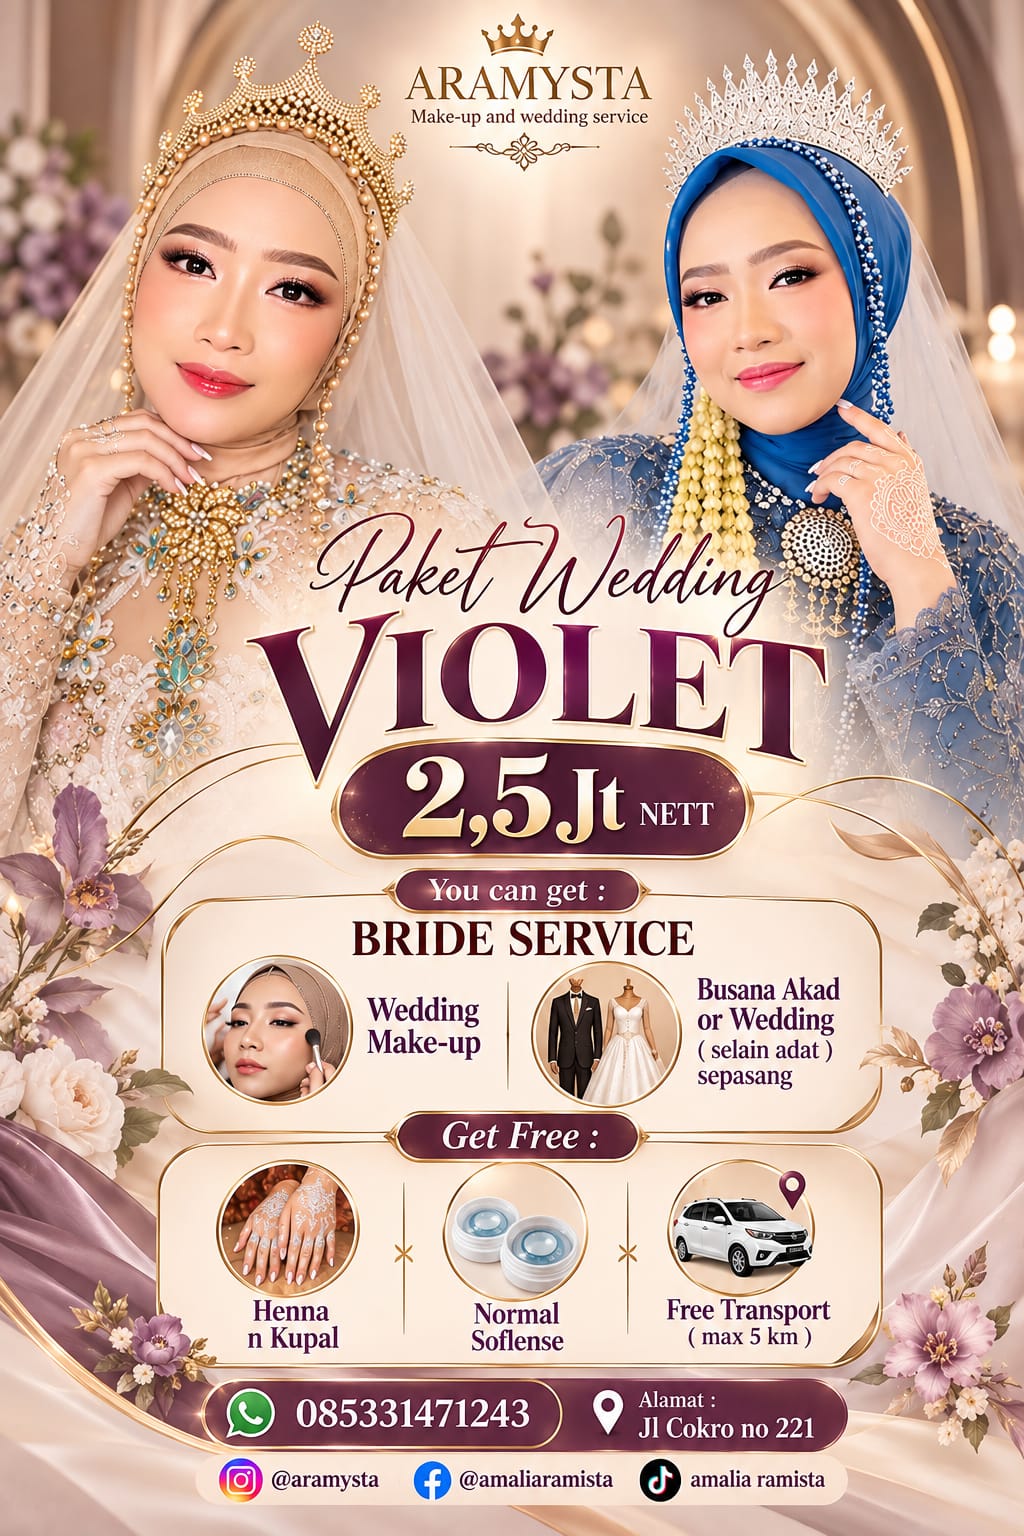 ARAMYSTA
Make-up and wedding service
Paket Wedding
VIOLET
2,5 Jt NETT
You can get :
BRIDE SERVICE
Wedding
Make-up
Busana Akad
or Wedding
( selain adat )
sepasang
Get Free :
Henna
n Kupal
Normal
Soflense
Free Transport
( max 5 km )
085331471243
Alamat :
Jl Cokro no 221
@aramysta
@amaliaramista
amalia ramista